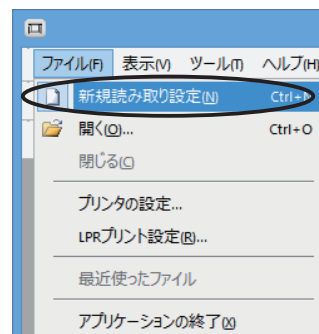 ファイル(F) 表示(V) ツール(T) ヘルプ(H
新規読み取り設定(N) Ctrl+N
開く(O)... Ctrl+O
閉じる(C)
プリンタの設定...
LPRプリント設定(R)...
最近使ったファイル
アプリケーションの終了(X)